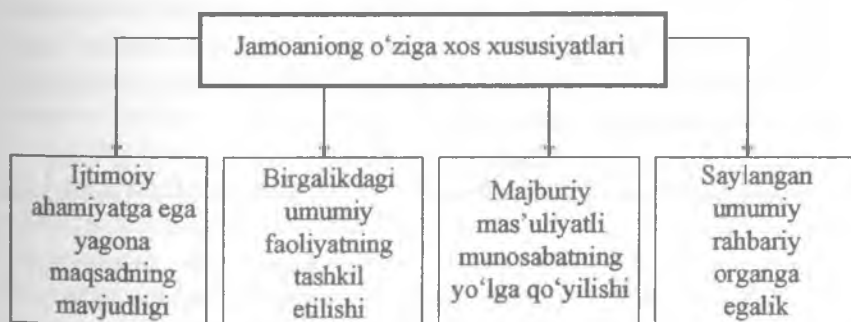 Jamoaniong o‘ziga xos xususiyatlari
Ijtimoiy
ahamiyatga ega
yagona
maqsadning
mavjudligi
Birgalikdagi
umumiy
faoliyatning
tashkil
etilishi
Majburiy
mas’uliyatli
munosabatning
yo‘lga qo‘yilishi
Saylangan
umumiy
rahbariy
organga
egalik